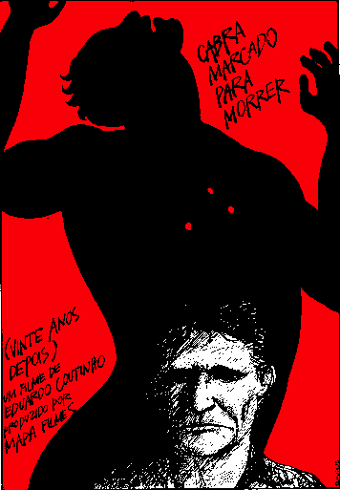 CABRA
MARCADO
PARA
MORRER
(VINTE ANOS
DEPOIS)
UM FILME DE
EDUARDO COUTINHO
PRODUZIDO POR
MAPA FILMES